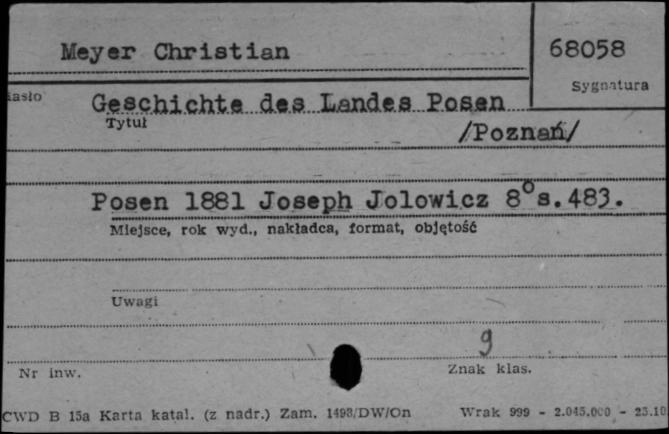 Meyer Christian
68058
Sygnatura
iasło
Geschichte des Landes Posen
Tytuł
/Poznań/
Posen 1881 Joseph Jolowicz 8° s.483.
Miejsce, rok wyd., nakładca, format, objętość
Uwagi
9
Nr inw.
Znak klas.
CWD B 15a Karta katal. (z nadr.) Zam. 1498/DW/On
Wrak 999 - 2.045.000 - 25.10